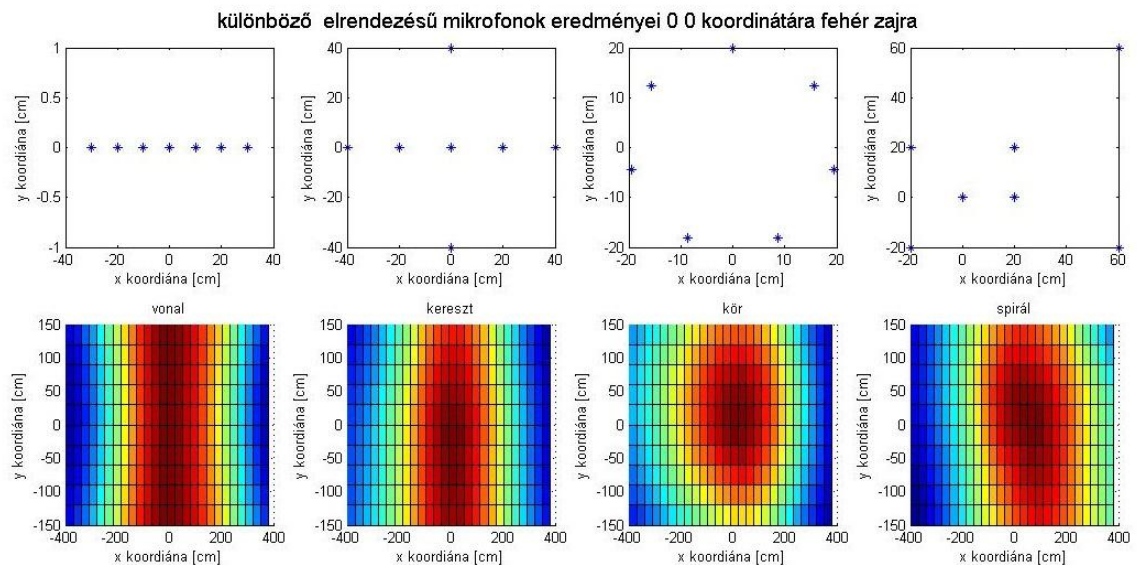 különböző elrendezésű mikrofonok eredményei 0 0 koordinátára fehér zajra
1
0.5
0
-0.5
-1
y koordiána [cm]
-40 -20 0 20 40
x koordiána [cm]
40
20
0
-20
-40
y koordiána [cm]
-40 -20 0 20 40
x koordiána [cm]
20
10
0
-10
-20
y koordiána [cm]
-20 -10 0 10 20
x koordiána [cm]
60
40
20
0
-20
y koordiána [cm]
-20 0 20 40 60
x koordiána [cm]
vonal
150
100
50
0
-50
-100
-150
y koordiána [cm]
-400 -200 0 200 400
x koordiána [cm]
kereszt
150
100
50
0
-50
-100
-150
y koordiána [cm]
-400 -200 0 200 400
x koordiána [cm]
kör
150
100
50
0
-50
-100
-150
y koordiána [cm]
-400 -200 0 200 400
x koordiána [cm]
spirál
150
100
50
0
-50
-100
-150
y koordiána [cm]
-400 -200 0 200 400
x koordiána [cm]